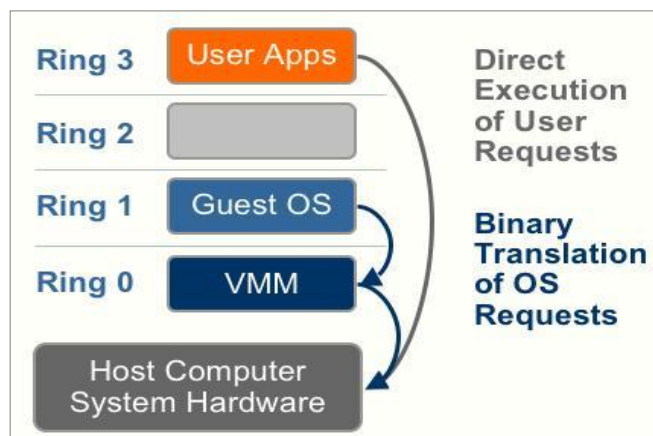 Ring 3
User Apps
Ring 2
Ring 1
Guest OS
Ring 0
VMM
Host Computer
System Hardware
Direct
Execution
of User
Requests
Binary
Translation
of OS
Requests